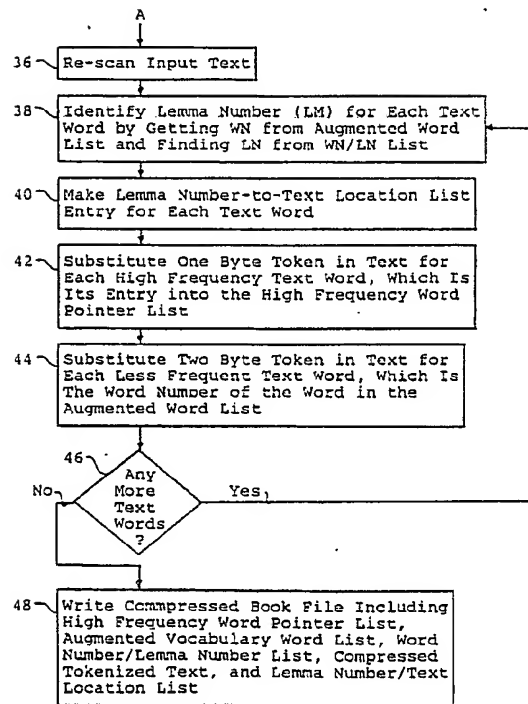 A
36
Re-scan Input Text
38
Identify Lemma Number (LM) for Each Text
Word by Getting WN from Augmented Word
List and Finding LN from WN/LN List
40
Make Lemma Number-to-Text Location List
Entry for Each Text Word
42
Substitute One Byte Token in Text for
Each High Frequency Text Word, Which Is
Its Entry into the High Frequency Word
Pointer List
44
Substitute Two Byte Token in Text for
Each Less Frequent Text Word, Which Is
The Word Number of the Word in the
Augmented Word List
46
Any
More
Text
Words
?
No
Yes
48
Write Commpressed Book File Including
High Frequency Word Pointer List,
Augmented Vocabulary Word List, Word
Number/Lemma Number List, Compressed
Tokenized Text, and Lemma Number/Text
Location List